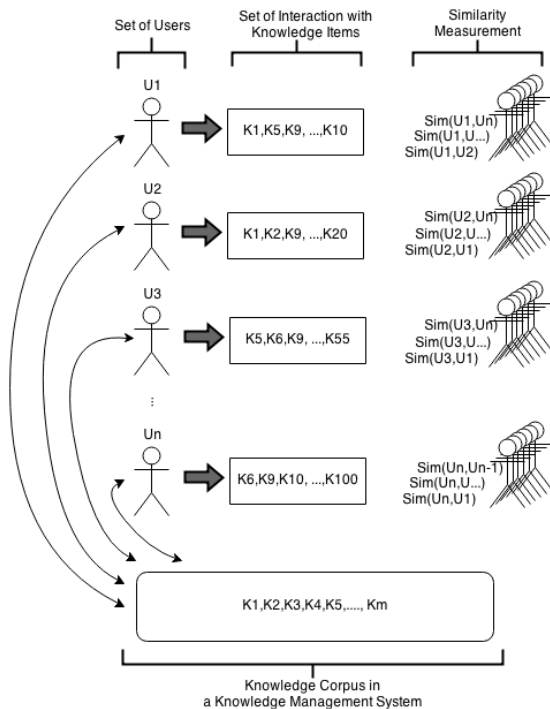 Set of Users
Set of Interaction with
Knowledge Items
Similarity
Measurement
U1
K1,K5,K9, ...,K10
Sim(U1,Un)
Sim(U1,U...)
Sim(U1,U2)
U2
K1,K2,K9, ...,K20
Sim(U2,Un)
Sim(U2,U...)
Sim(U2,U1)
U3
K5,K6,K9, ...,K55
Sim(U3,Un)
Sim(U3,U...)
Sim(U3,U1)
...
Un
K6,K9,K10, ...,K100
Sim(Un,Un-1)
Sim(Un,U...)
Sim(Un,U1)
K1,K2,K3,K4,K5,...., Km
Knowledge Corpus in
a Knowledge Management System